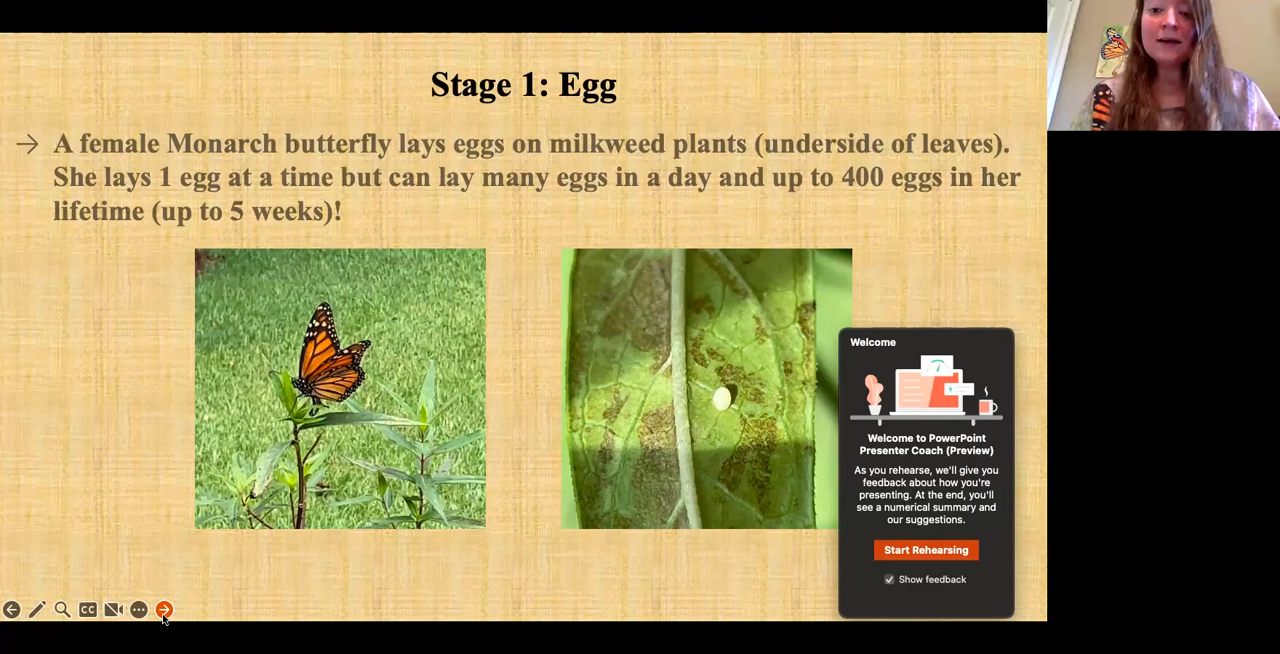 Stage 1: Egg
→ A female Monarch butterfly lays eggs on milkweed plants (underside of leaves).
She lays 1 egg at a time but can lay many eggs in a day and up to 400 eggs in her
lifetime (up to 5 weeks)!
Welcome
Welcome to PowerPoint
Presenter Coach (Preview)
As you rehearse, we'll give you
feedback about how you're
presenting. At the end, you'll
see a numerical summary and
our suggestions.
Start Rehearsing
Show feedback
CC